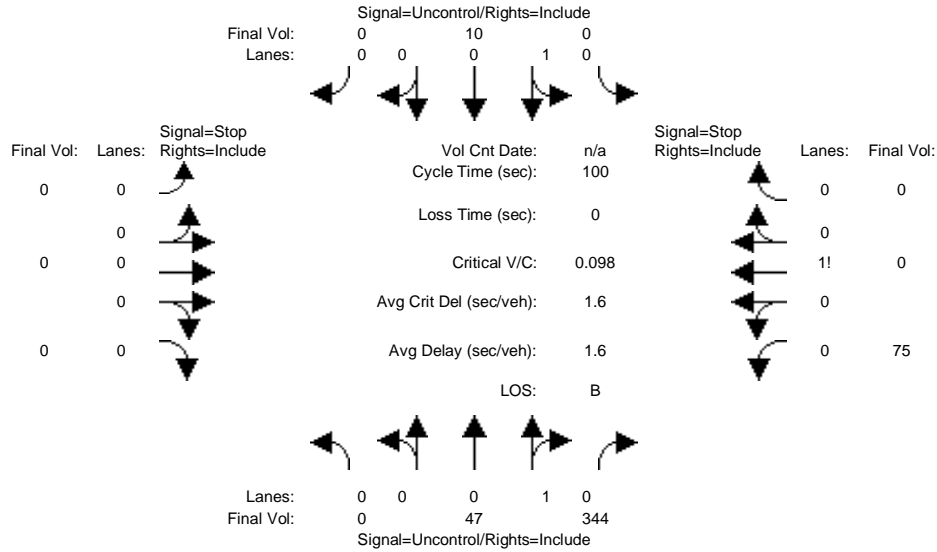 Signal=Uncontrol/Rights=Include
Final Vol: 0 10 0
Lanes: 0 0 0 1 0
Signal=Stop Signal=Stop
Final Vol: Lanes: Rights=Include Vol Cnt Date: n/a Rights=Include Lanes: Final Vol:
Cycle Time (sec): 100
0 0 0 0
Loss Time (sec): 0
0 0
0 0 Critical V/C: 0.098 1! 0
0 Avg Crit Del (sec/veh): 1.6 0
0 0 Avg Delay (sec/veh): 1.6 0 75
LOS: B
Lanes: 0 0 0 1 0
Final Vol: 0 47 344
Signal=Uncontrol/Rights=Include